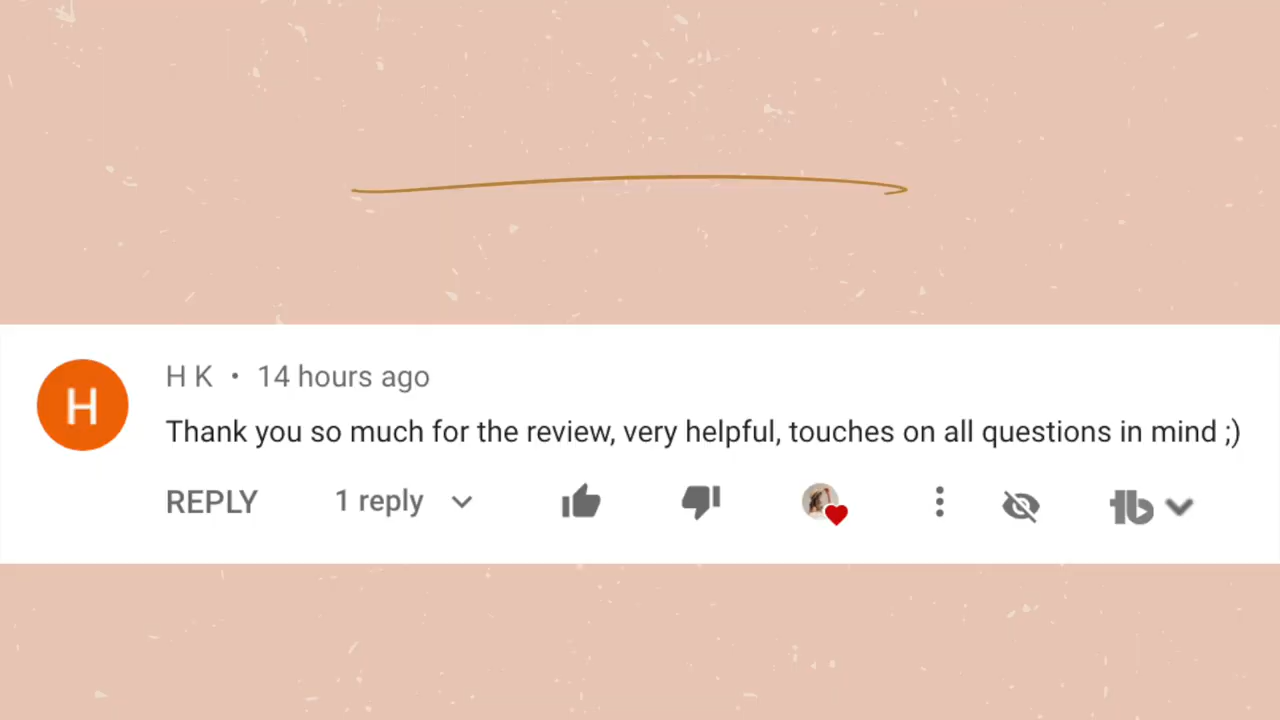 H
H K • 14 hours ago
Thank you so much for the review, very helpful, touches on all questions in mind ;)
REPLY 1 reply
tb